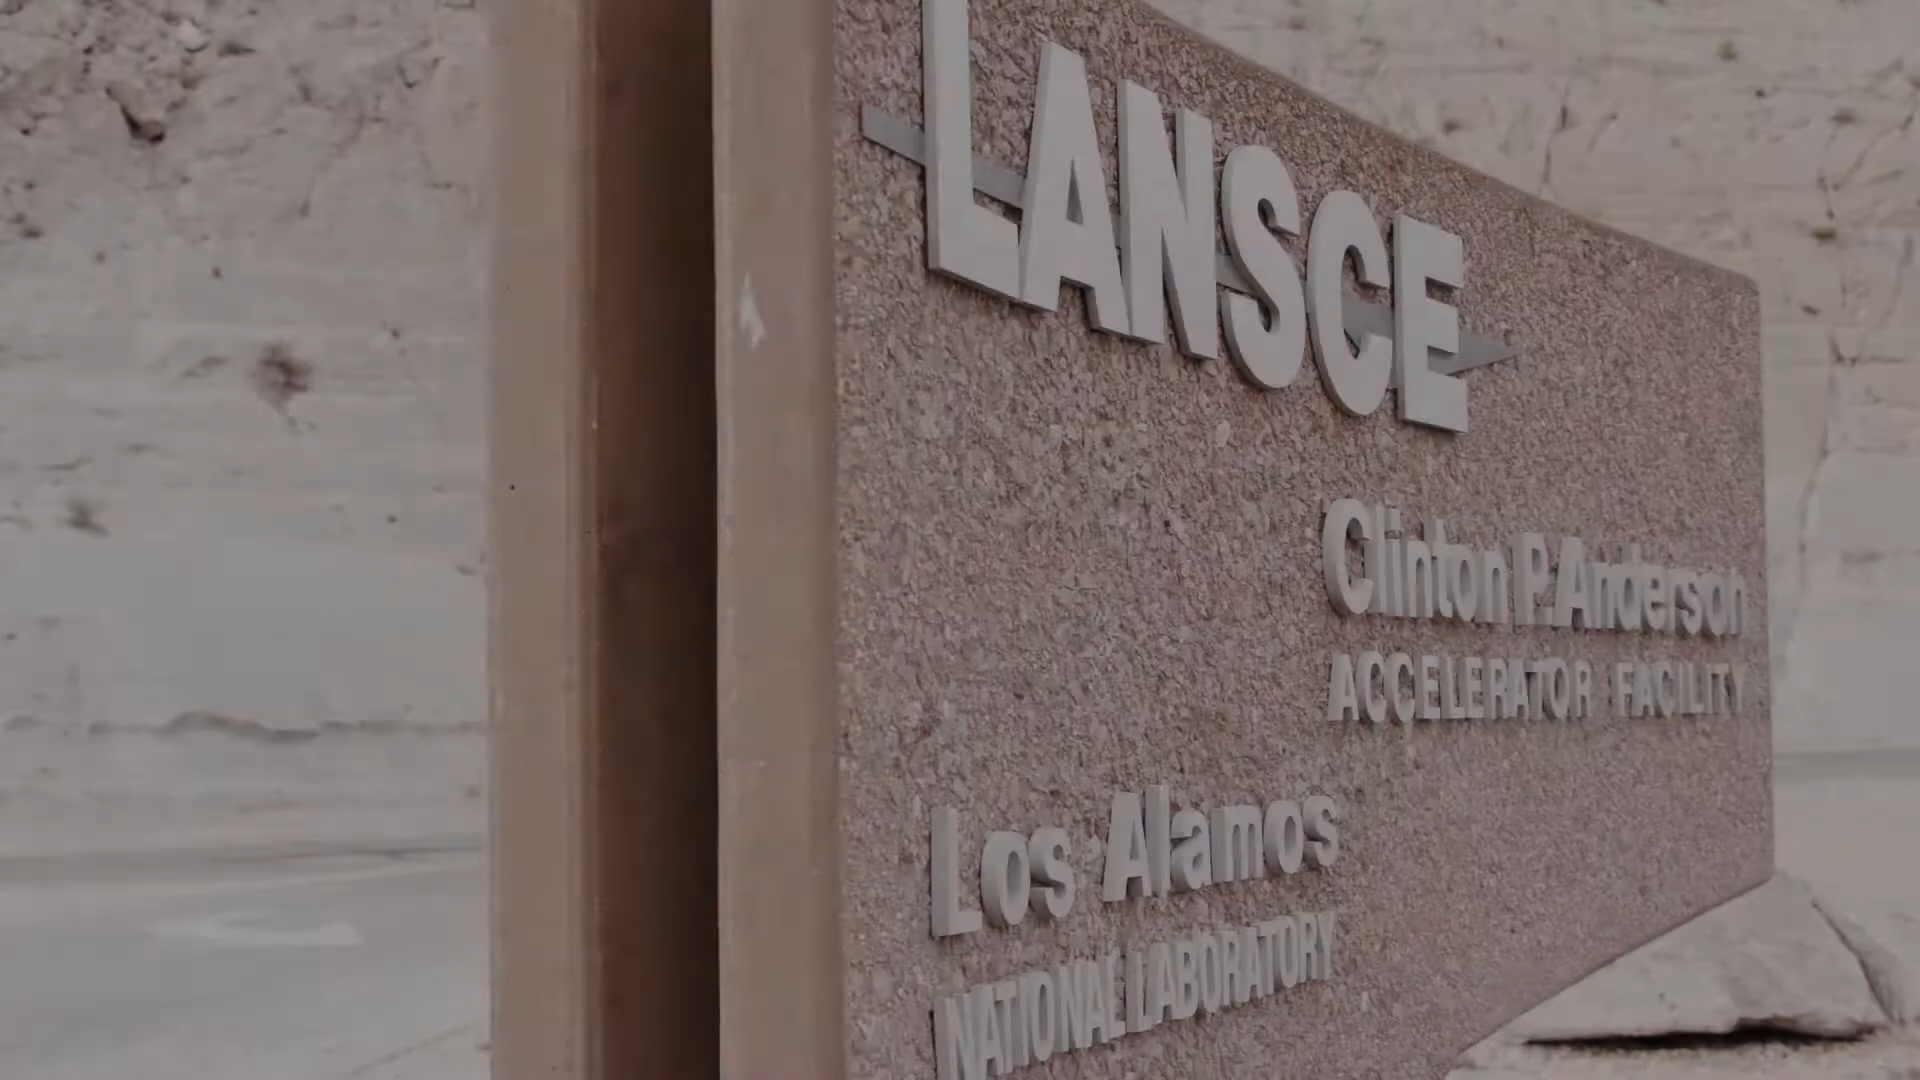 LANSCE
Clinton P. Anderson
ACCELERATOR FACILITY
Los Alamos
NATIONAL LABORATORY